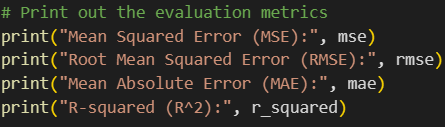 # Print out the evaluation metrics
print("Mean Squared Error (MSE):", mse)
print("Root Mean Squared Error (RMSE):", rmse)
print("Mean Absolute Error (MAE):", mae)
print("R-squared (R^2):", r_squared)